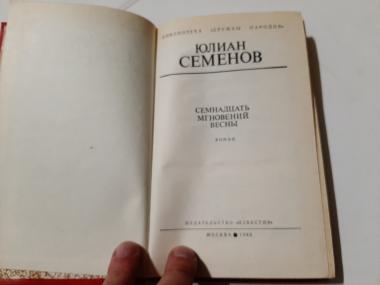 БИБЛИОТЕКА «ДРУЖБЫ НАРОДОВ»
ЮЛИАН
СЕМЕНОВ
СЕМНАДЦАТЬ
МГНОВЕНИЙ
ВЕСНЫ
РОМАН
ИЗДАТЕЛЬСТВО «ИЗВЕСТИЯ»
МОСКВА